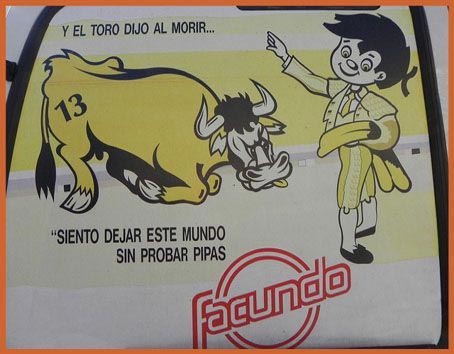 Y EL TORO DIJO AL MORIR...
13
"SIENTO DEJAR ESTE MUNDO
SIN PROBAR PIPAS
facundo